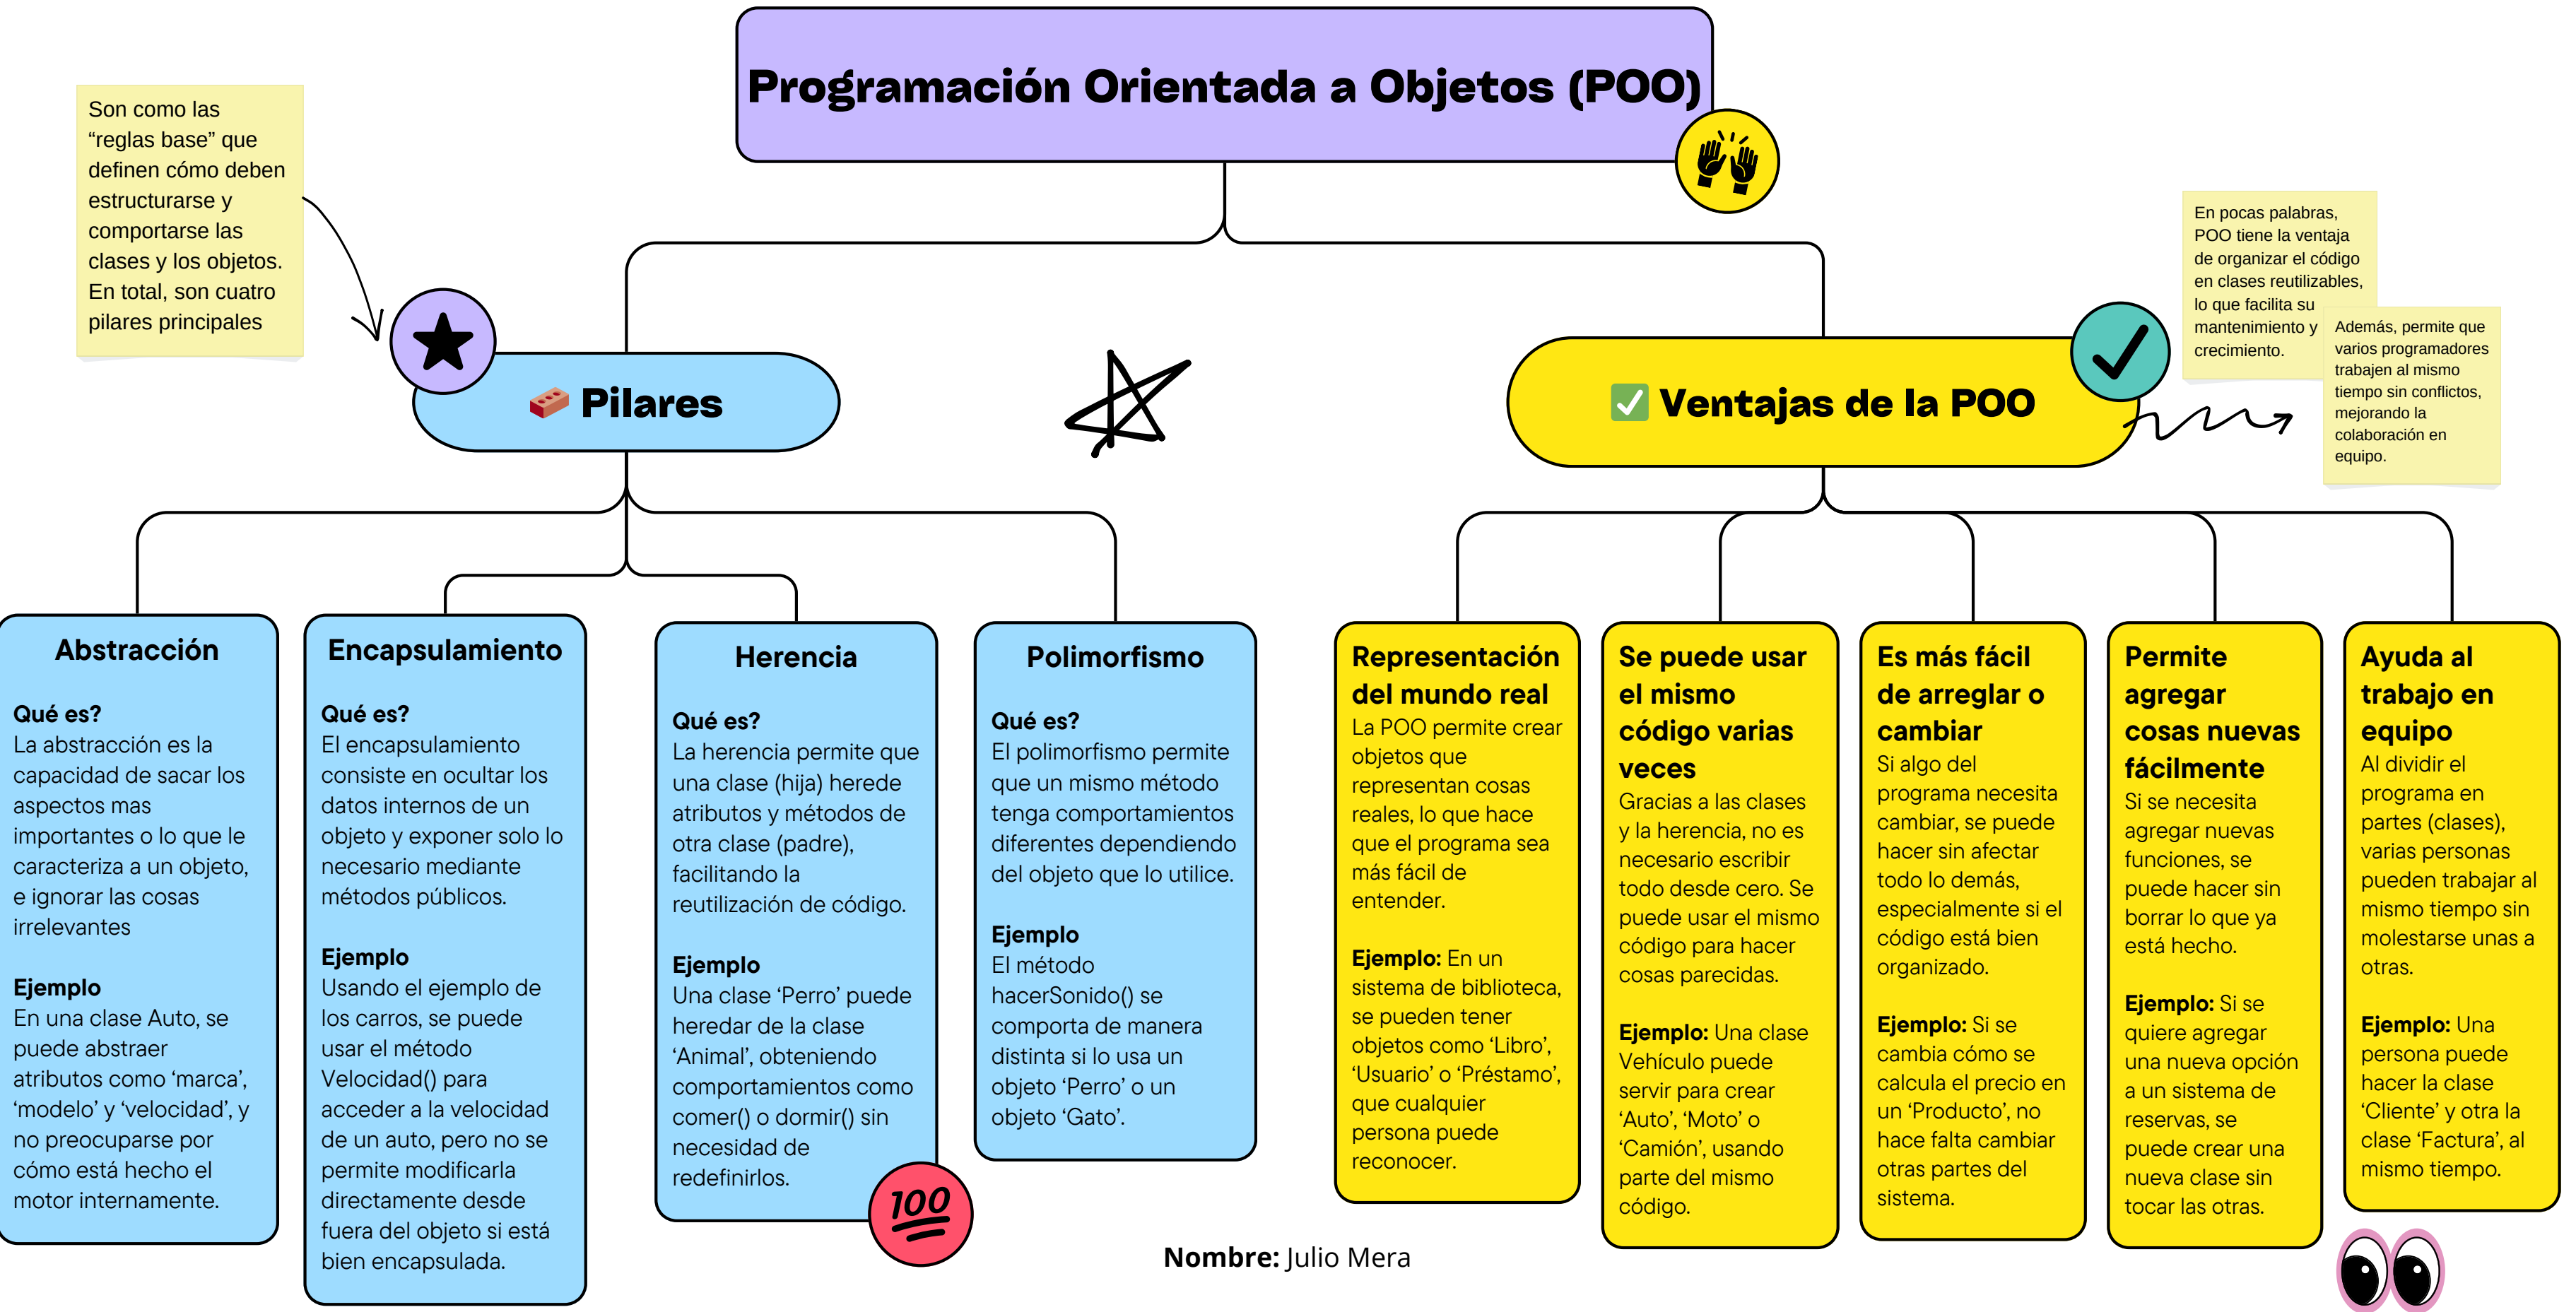 Programación Orientada a Objetos (POO)
Son como las
“reglas base” que
definen cómo deben
estructurarse y
comportarse las
clases y los objetos.
En total, son cuatro
pilares principales
En pocas palabras,
POO tiene la ventaja
de organizar el código
en clases reutilizables,
lo que facilita su
mantenimiento y
crecimiento.
Además, permite que
varios programadores
trabajen al mismo
tiempo sin conflictos,
mejorando la
colaboración en
equipo.
Pilares
Ventajas de la POO
Abstracción
Qué es?
La abstracción es la
capacidad de sacar los
aspectos mas
importantes o lo que le
caracteriza a un objeto,
e ignorar las cosas
irrelevantes
Ejemplo
En una clase Auto, se
puede abstraer
atributos como ‘marca’,
‘modelo’ y ‘velocidad’, y
no preocuparse por
cómo está hecho el
motor internamente.
Encapsulamiento
Qué es?
El encapsulamiento
consiste en ocultar los
datos internos de un
objeto y exponer solo lo
necesario mediante
métodos públicos.
Ejemplo
Usando el ejemplo de
los carros, se puede
usar el método
Velocidad() para
acceder a la velocidad
de un auto, pero no se
permite modificarla
directamente desde
fuera del objeto si está
bien encapsulada.
Herencia
Qué es?
La herencia permite que
una clase (hija) herede
atributos y métodos de
otra clase (padre),
facilitando la
reutilización de código.
Ejemplo
Una clase ‘Perro’ puede
heredar de la clase
‘Animal’, obteniendo
comportamientos como
comer() o dormir() sin
necesidad de
redefinirlos.
100
Polimorfismo
Qué es?
El polimorfismo permite
que un mismo método
tenga comportamientos
diferentes dependiendo
del objeto que lo utilice.
Ejemplo
El método
hacerSonido() se
comporta de manera
distinta si lo usa un
objeto ‘Perro’ o un
objeto ‘Gato’.
Representación
del mundo real
La POO permite crear
objetos que
representan cosas
reales, lo que hace
que el programa sea
más fácil de
entender.
Ejemplo: En un
sistema de biblioteca,
se pueden tener
objetos como ‘Libro’,
‘Usuario’ o ‘Préstamo’,
que cualquier
persona puede
reconocer.
Se puede usar
el mismo
código varias
veces
Gracias a las clases
y la herencia, no es
necesario escribir
todo desde cero. Se
puede usar el mismo
código para hacer
cosas parecidas.
Ejemplo: Una clase
Vehículo puede
servir para crear
‘Auto’, ‘Moto’ o
‘Camión’, usando
parte del mismo
código.
Es más fácil
de arreglar o
cambiar
Si algo del
programa necesita
cambiar, se puede
hacer sin afectar
todo lo demás,
especialmente si el
código está bien
organizado.
Ejemplo: Si se
cambia cómo se
calcula el precio en
un ‘Producto’, no
hace falta cambiar
otras partes del
sistema.
Permite
agregar
cosas nuevas
fácilmente
Si se necesita
agregar nuevas
funciones, se
puede hacer sin
borrar lo que ya
está hecho.
Ejemplo: Si se
quiere agregar
una nueva opción
a un sistema de
reservas, se
puede crear una
nueva clase sin
tocar las otras.
Ayuda al
trabajo en
equipo
Al dividir el
programa en
partes (clases),
varias personas
pueden trabajar al
mismo tiempo sin
molestarse unas a
otras.
Ejemplo: Una
persona puede
hacer la clase
‘Cliente’ y otra la
clase ‘Factura’, al
mismo tiempo.
Nombre: Julio Mera